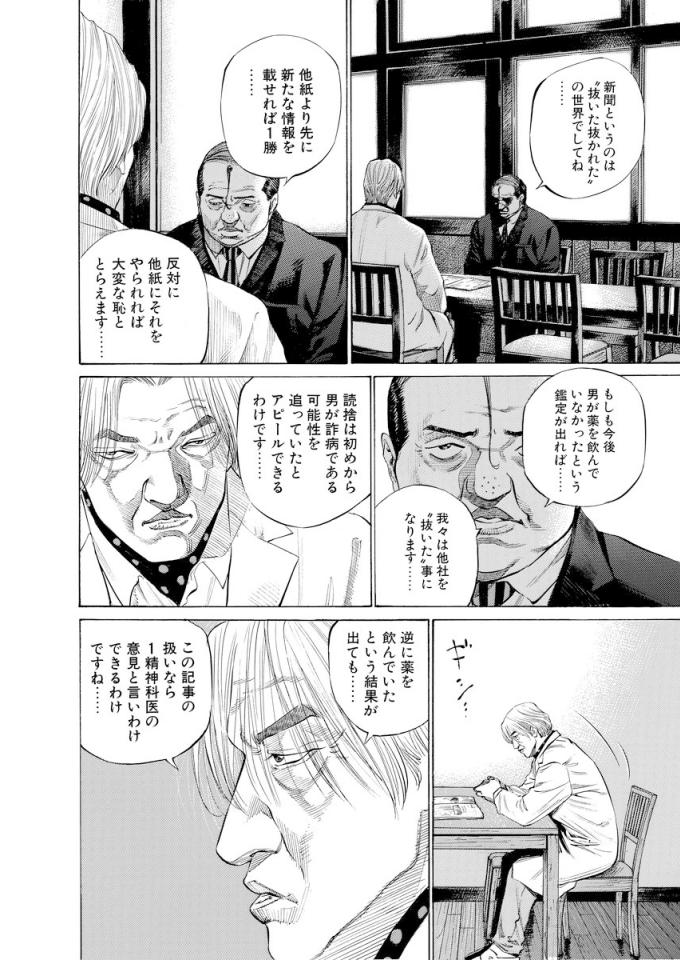 新聞というのは
“抜いた抜かれた”
の世界でしてね
……
他紙より先に
新たな情報を
載せれば１勝
……
反対に
他紙にそれを
やられれば
大変な恥と
とらえます……
もしも今後
男が薬を飲んで
いなかったという
鑑定が出れば……
我々は他社を
“抜いた”事に
なります……
読捨は初めから
男が詐病である
可能性を
追っていたと
アピールできる
わけです……
ギシ
逆に薬を
飲んでいた
という結果が
出ても……
この記事の
扱いなら
１精神科医の
意見と言いわけ
できるわけ
ですね……